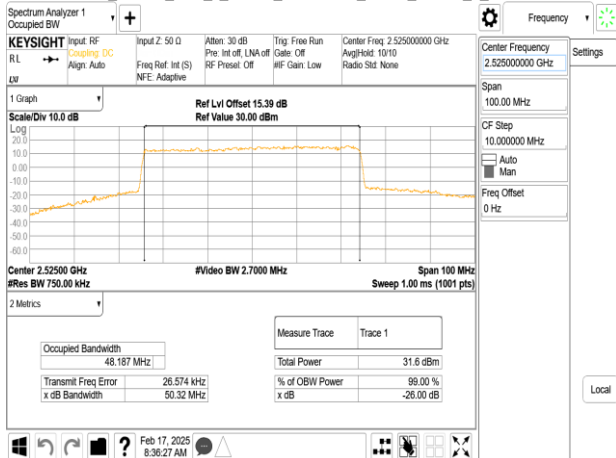 Spectrum Analyzer 1
Occupied BW
+
Frequency
KEYSIGHT
RL
LXI
Input: RF
Coupling: DC
Align: Auto
Input Z: 50 Ω
Freq Ref: Int (S)
NFE: Adaptive
Atten: 30 dB
Pre: Int off, LNA off
RF Presel: Off
Trig: Free Run
Gate: Off
#IF Gain: Low
Center Freq: 2.525000000 GHz
Avg|Hold: 10/10
Radio Std: None
Center Frequency
2.525000000 GHz
Settings
Span
100.00 MHz
CF Step
10.000000 MHz
Auto
Man
Freq Offset
0 Hz
Local
1 Graph
Scale/Div 10.0 dB
Ref Lvl Offset 15.39 dB
Ref Value 30.00 dBm
Log
20.0
10.0
0.00
-10.0
-20.0
-30.0
-40.0
-50.0
-60.0
Center 2.52500 GHz
#Res BW 750.00 kHz
#Video BW 2.7000 MHz
Span 100 MHz
Sweep 1.00 ms (1001 pts)
2 Metrics
Measure Trace Trace 1
Occupied Bandwidth
48.187 MHz
Total Power 31.6 dBm
Transmit Freq Error 26.574 kHz
% of OBW Power 99.00 %
x dB Bandwidth 50.32 MHz
x dB -26.00 dB
?
Feb 17, 2025
8:36:27 AM